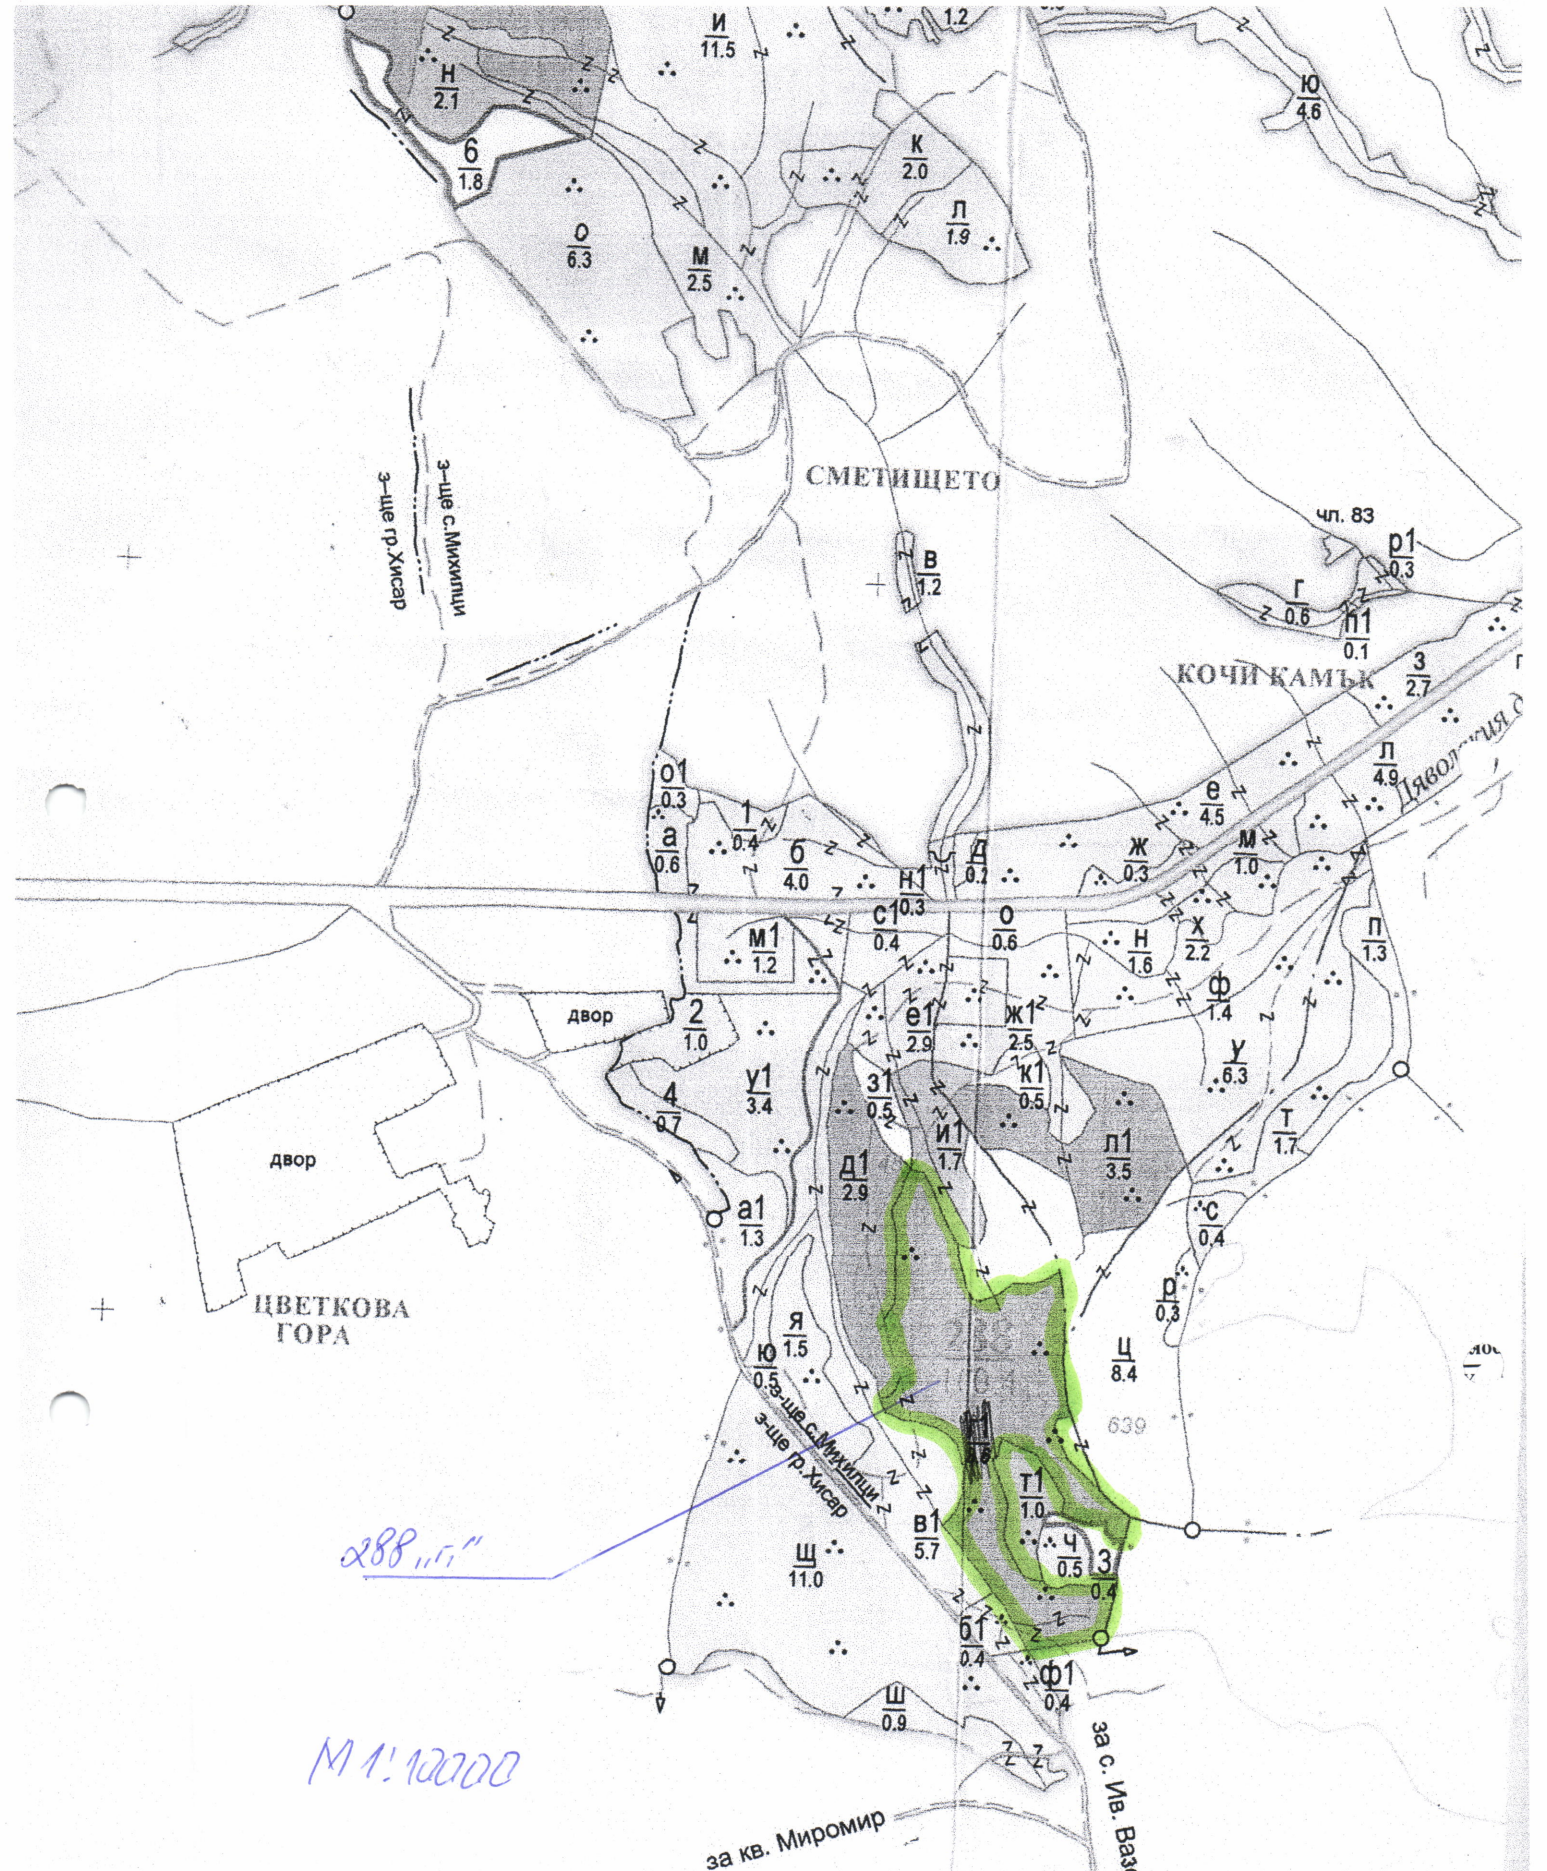 И
11.5
1.2
Н
2.1
Ю
4.6
6
1.8
К
2.0
Л
1.9
О
6.3
М
2.5
СМЕТИЩЕТО
з-ще с.Михилци
з-ще гр.Хисар
чл. 83
р1
0.3
В
1.2
Г
0.6
п1
0.1
КОЧИ КАМЪК
З
2.7
Л
4.9
о1
0.3
е
4.5
1
0.4
а
0.6
б
4.0
Д
0.2
Ж
0.3
М
1.0
Н1
0.3
С1
0.4
О
0.6
М1
1.2
Н
1.6
Х
2.2
П
1.3
двор
2
1.0
е1
2.9
Ж1
2.5
Ф
1.4
У
6.3
у1
3.4
4
0.7
З1
0.5
К1
0.5
И1
1.7
Л1
3.5
Т
1.7
двор
Д1
2.9
а1
1.3
С
0.4
р
0.3
ЦВЕТКОВА
ГОРА
Я
1.5
Ю
0.5
Ц
8.4
з-ще с.Михилци
з-ще гр.Хисар
639
Т1
1.0
В1
5.7
Ч
0.5
З
0.4
288 „г1"
Щ
11.0
б1
0.4
ф1
0.4
Ш
0.9
М 1:10000
за с. Ив. Вазо
за кв. Миромир